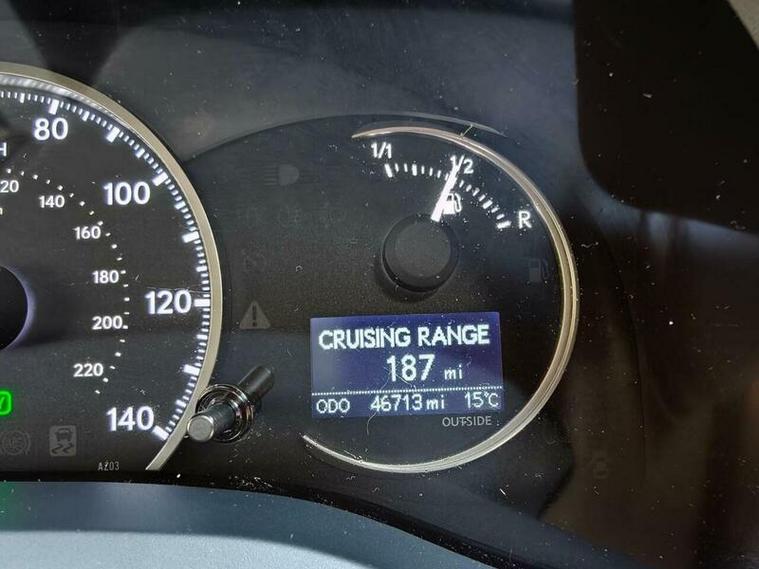 80
100
120
140
H
20
140
160
180
200
220
A203
1/1
1/2
R
CRUISING RANGE
187 mi
ODO 46713 mi 15°C
OUTSIDE